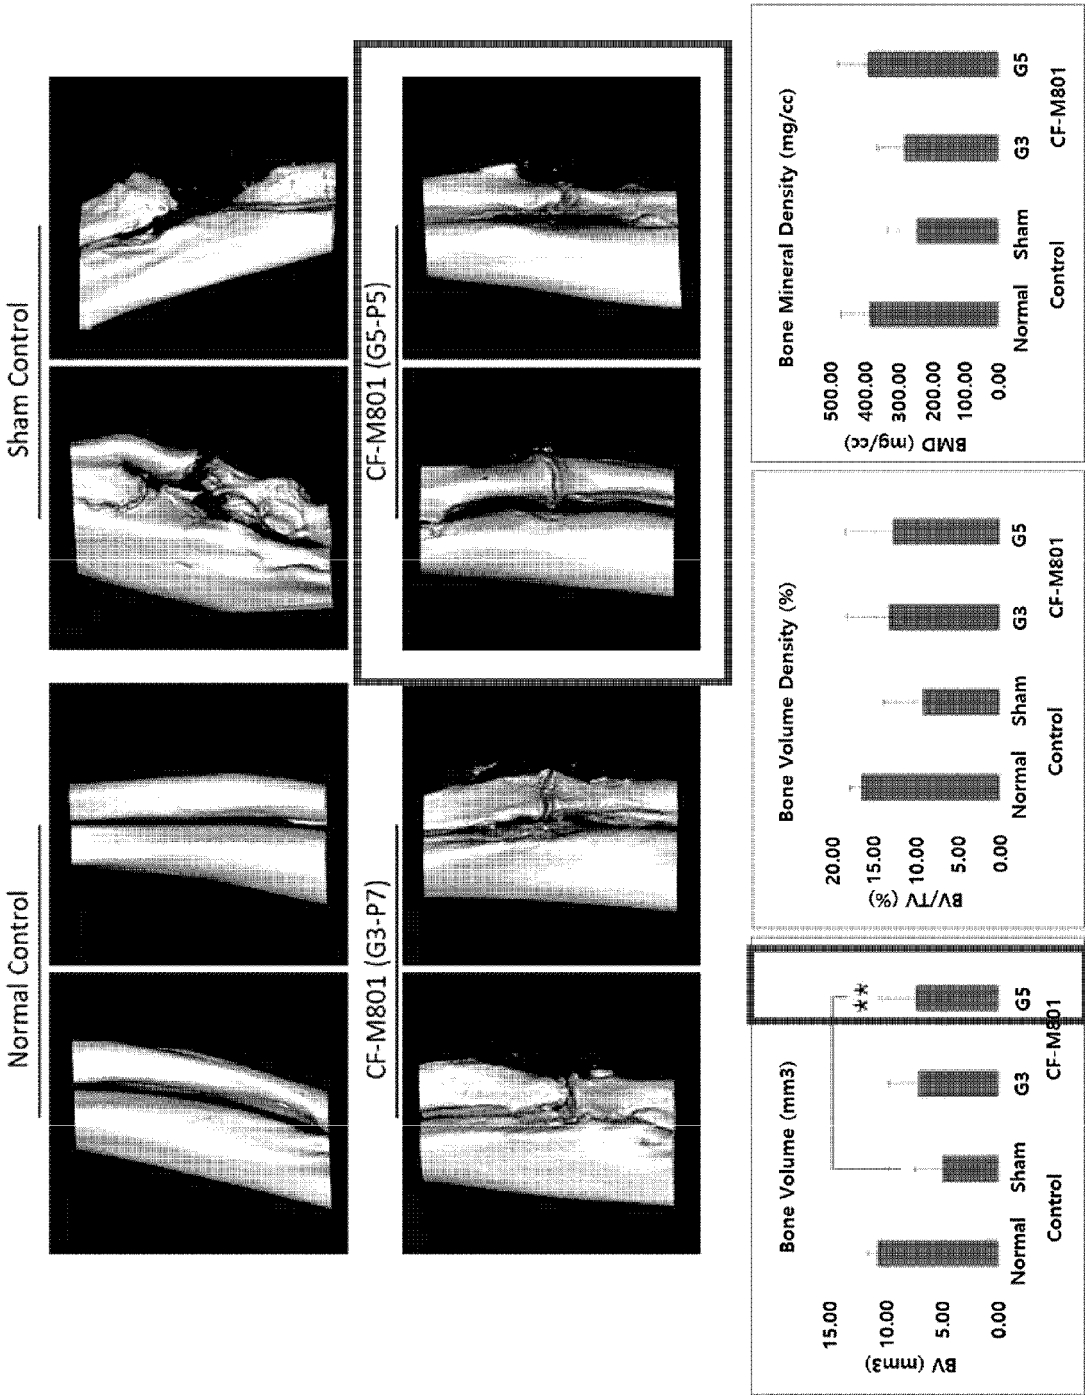 Normal Control
Sham Control
CF-M801 (G3-P7)
CF-M801 (G5-P5)
Bone Volume (mm3)
BV (mm3)
15.00
10.00
5.00
0.00
**
Normal
Sham
G3
G5
Control
CF-M801
Bone Volume Density (%)
BV/TV (%)
20.00
15.00
10.00
5.00
0.00
Normal
Sham
G3
G5
Control
CF-M801
Bone Mineral Density (mg/cc)
BMD (mg/cc)
500.00
400.00
300.00
200.00
100.00
0.00
Normal
Sham
G3
G5
Control
CF-M801